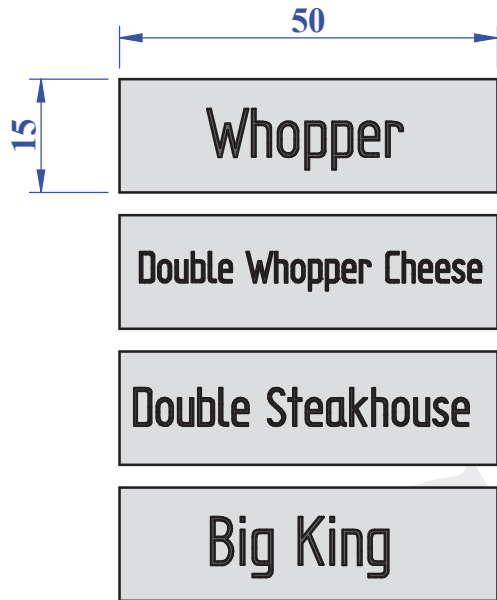 50
15
Whopper
Double Whopper Cheese
Double Steakhouse
Big King